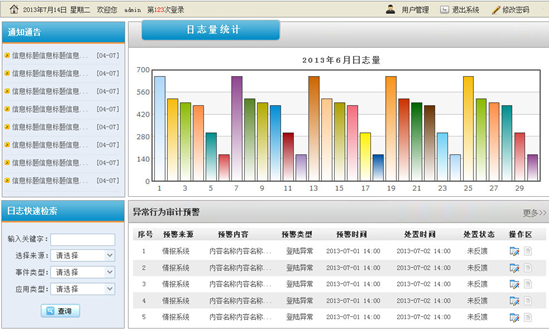 2013年7月14日 星期二 欢迎您 admin 第123次登录
用户管理 退出系统 修改密码
通知通告
信息标题信息标题信息... [04-07]
信息标题信息标题信息... [04-07]
信息标题信息标题信息... [04-07]
信息标题信息标题信息... [04-07]
信息标题信息标题信息... [04-07]
信息标题信息标题信息... [04-07]
信息标题信息标题信息... [04-07]
信息标题信息标题信息... [04-07]
日志量统计
2013年6月日志量
700
560
420
280
140
0
1 3 5 7 9 11 13 15 17 19 21 23 25 27 29
日志快速检索
输入关键字：
选择来源： 请选择
事件类型： 请选择
应用类型： 请选择
查询
异常行为审计预警 更多>>
序号 预警来源 预警内容 预警类型 预警时间 处置时间 处置状态 操作区
1 情报系统 内容名称内容名称... 登陆异常 2013-07-01 14:00 2013-07-02 14:00 未反馈
2 情报系统 内容名称内容名称... 登陆异常 2013-07-01 14:00 2013-07-02 14:00 未反馈
3 情报系统 内容名称内容名称... 登陆异常 2013-07-01 14:00 2013-07-02 14:00 未反馈
4 情报系统 内容名称内容名称... 登陆异常 2013-07-01 14:00 2013-07-02 14:00 未反馈
5 情报系统 内容名称内容名称... 登陆异常 2013-07-01 14:00 2013-07-02 14:00 未反馈